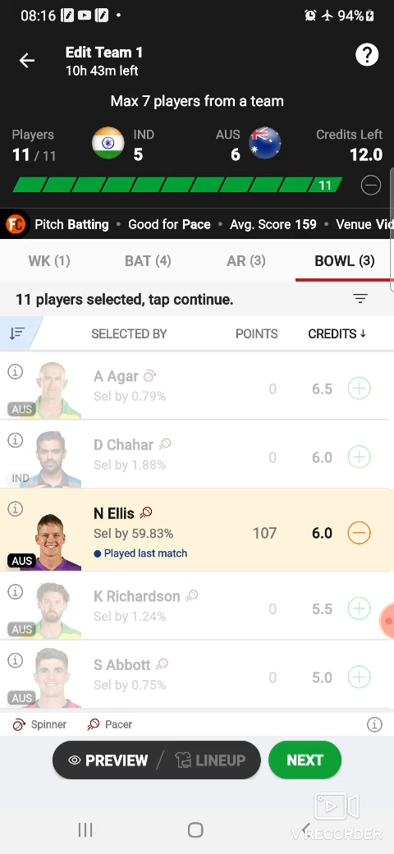 08:16 94%
Edit Team 1
10h 43m left
?
Max 7 players from a team
Players IND AUS Credits Left
11 / 11 5 6 12.0
11
FC Pitch Batting • Good for Pace • Avg. Score 159 • Venue Vid
WK (1) BAT (4) AR (3) BOWL (3)
11 players selected, tap continue.
SELECTED BY POINTS CREDITS ↓
A Agar
Sel by 0.79% 0 6.5
AUS
D Chahar
Sel by 1.88% 0 6.0
IND
N Ellis
Sel by 59.83% 107 6.0
Played last match
AUS
K Richardson
Sel by 1.24% 0 5.5
AUS
S Abbott
Sel by 0.75% 0 5.0
AUS
Spinner Pacer
PREVIEW / LINEUP NEXT
V RECORDER